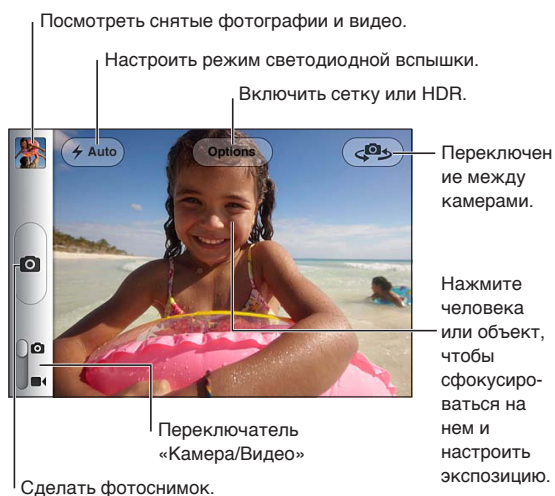 Посмотреть снятые фотографии и видео.
Настроить режим светодиодной вспышки.
Включить сетку или HDR.
Auto
Options
Переключен
ие между
камерами.
Нажмите
человека
или объект,
чтобы
сфокусиро-
ваться на
нем и
настроить
экспозицию.
Переключатель
«Камера/Видео»
Сделать фотоснимок.